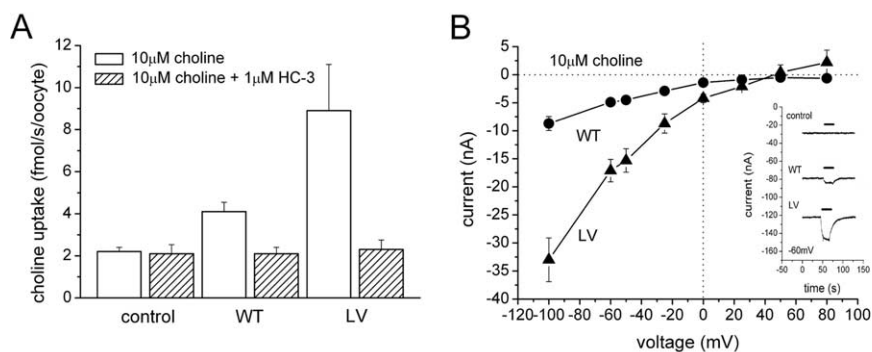 A
choline uptake (fmol/s/oocyte)
12
10
8
6
4
2
0
10µM choline
10µM choline + 1µM HC-3
control
WT
LV
B
10µM choline
current (nA)
5
0
-5
-10
-15
-20
-25
-30
-35
-40
WT
LV
-120
-100
-80
-60
-40
-20
0
20
40
60
80
100
voltage (mV)
current (nA)
0
-20
-40
-60
-80
-100
-120
-140
-160
control
WT
LV
-60mV
-50
0
50
100
150
time (s)